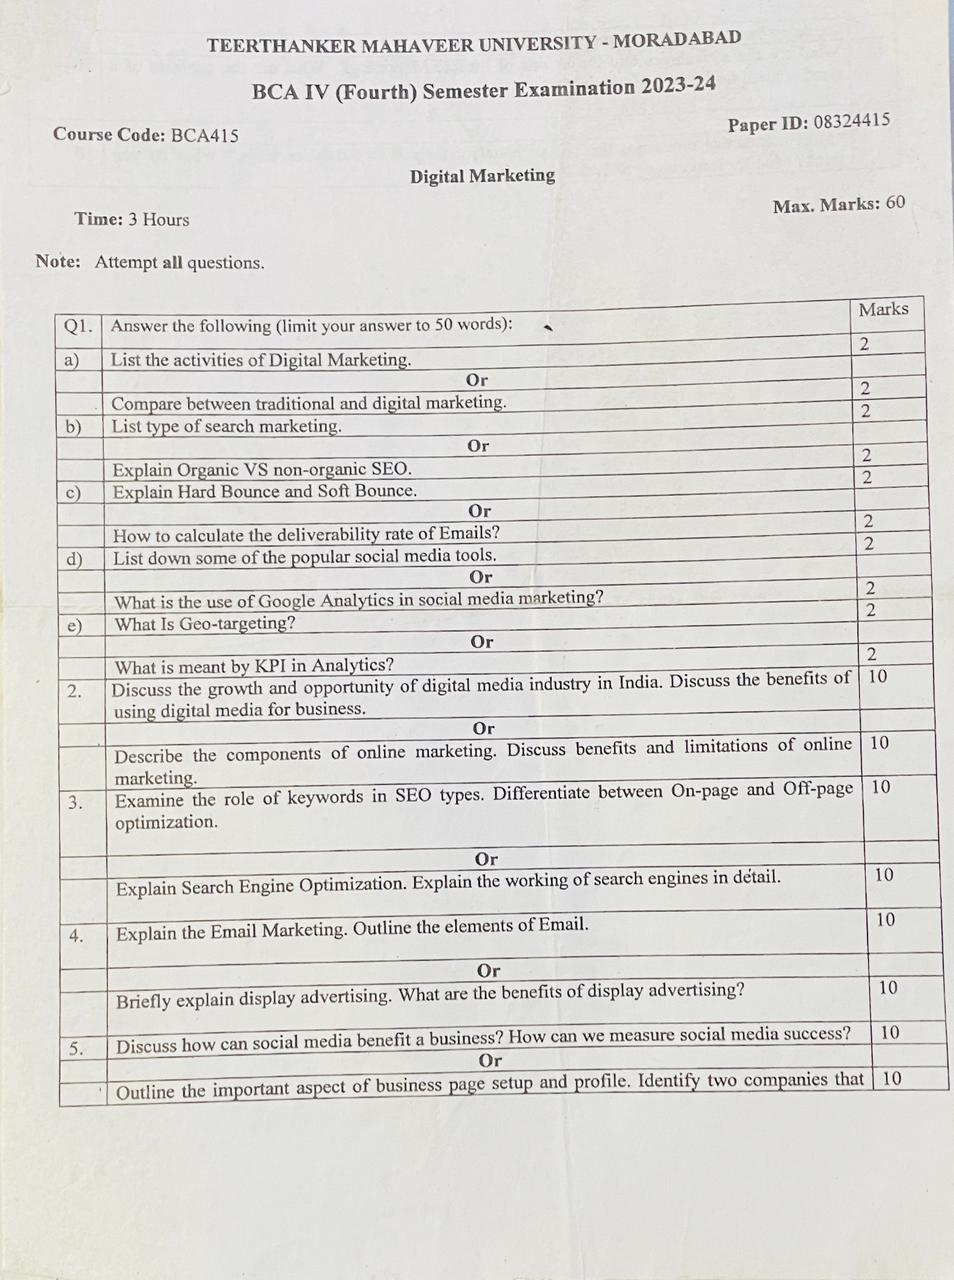 TEERTHANKER MAHAVEER UNIVERSITY - MORADABAD
BCA IV (Fourth) Semester Examination 2023-24
Course Code: BCA415
Paper ID: 08324415
Digital Marketing
Time: 3 Hours
Max. Marks: 60
Note: Attempt all questions.
Q1. Answer the following (limit your answer to 50 words): Marks
a) List the activities of Digital Marketing. 2
Or
Compare between traditional and digital marketing. 2
b) List type of search marketing. 2
Or
Explain Organic VS non-organic SEO. 2
c) Explain Hard Bounce and Soft Bounce. 2
Or
How to calculate the deliverability rate of Emails? 2
d) List down some of the popular social media tools. 2
Or
What is the use of Google Analytics in social media marketing? 2
e) What Is Geo-targeting? 2
Or
What is meant by KPI in Analytics? 2
2. Discuss the growth and opportunity of digital media industry in India. Discuss the benefits of 10
using digital media for business.
Or
Describe the components of online marketing. Discuss benefits and limitations of online 10
marketing.
3. Examine the role of keywords in SEO types. Differentiate between On-page and Off-page 10
optimization.
Or
Explain Search Engine Optimization. Explain the working of search engines in detail. 10
4. Explain the Email Marketing. Outline the elements of Email. 10
Or
Briefly explain display advertising. What are the benefits of display advertising? 10
5. Discuss how can social media benefit a business? How can we measure social media success? 10
Or
Outline the important aspect of business page setup and profile. Identify two companies that 10